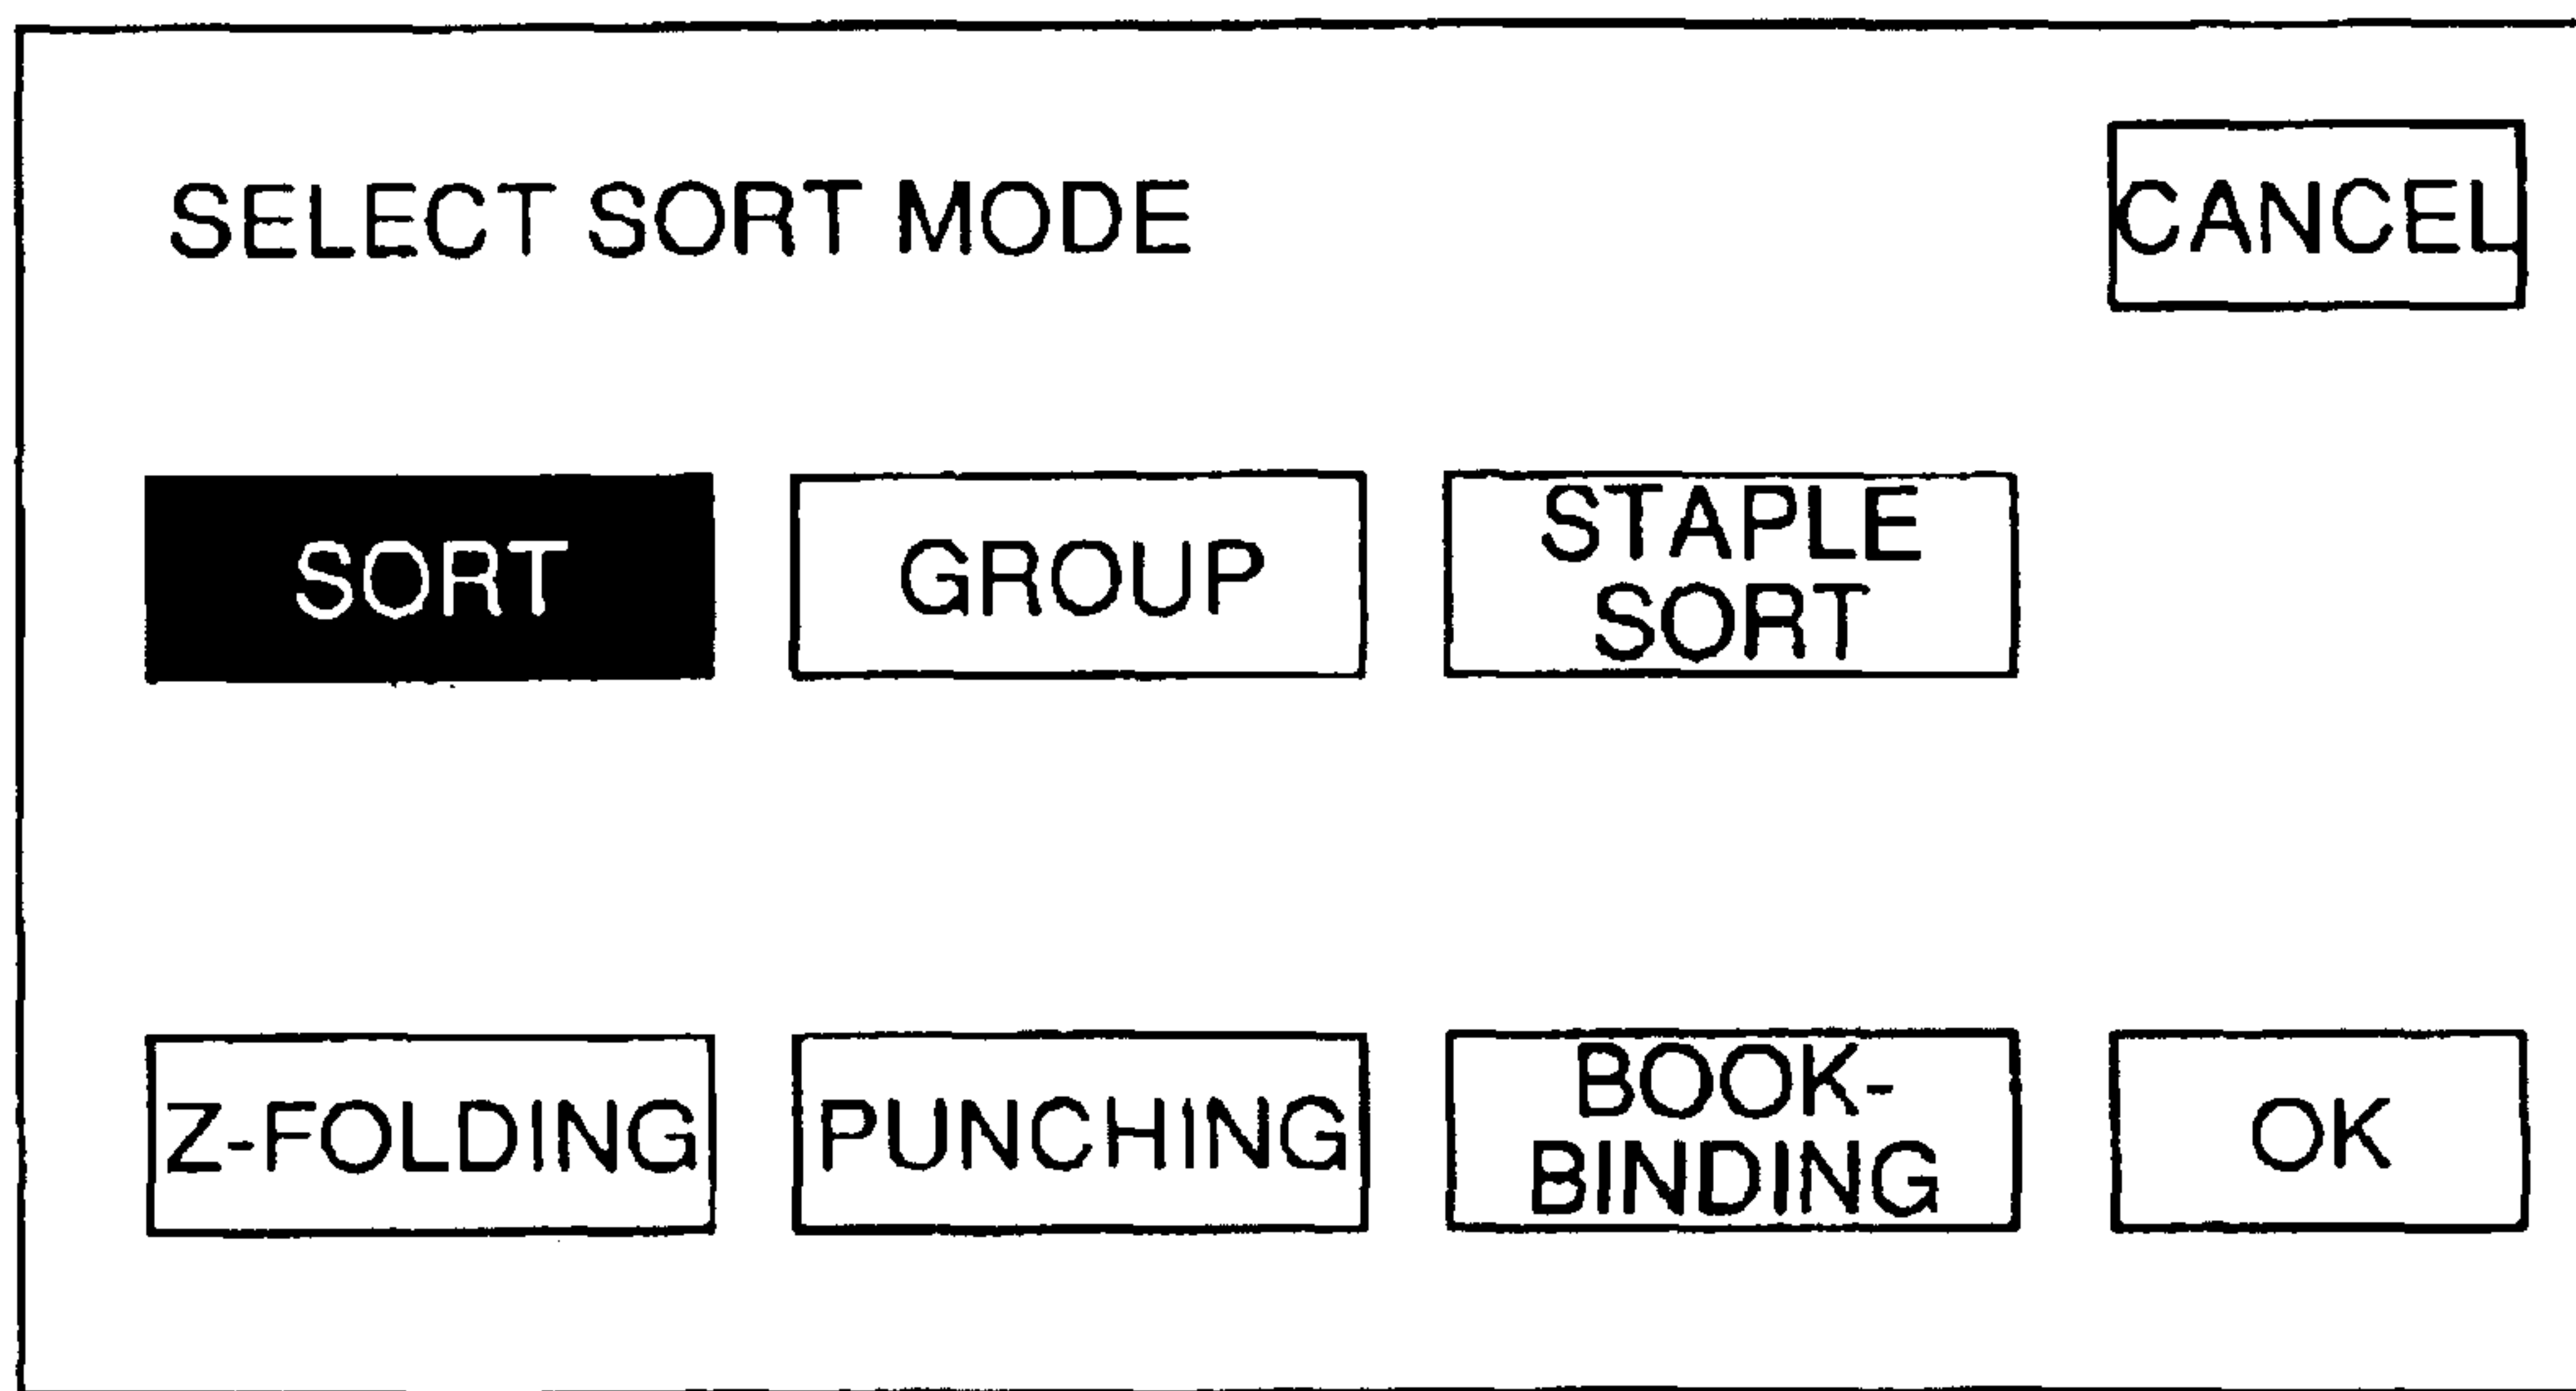 SELECT SORT MODE
CANCEL
SORT
GROUP
STAPLE
SORT
Z-FOLDING
PUNCHING
BOOK-
BINDING
OK